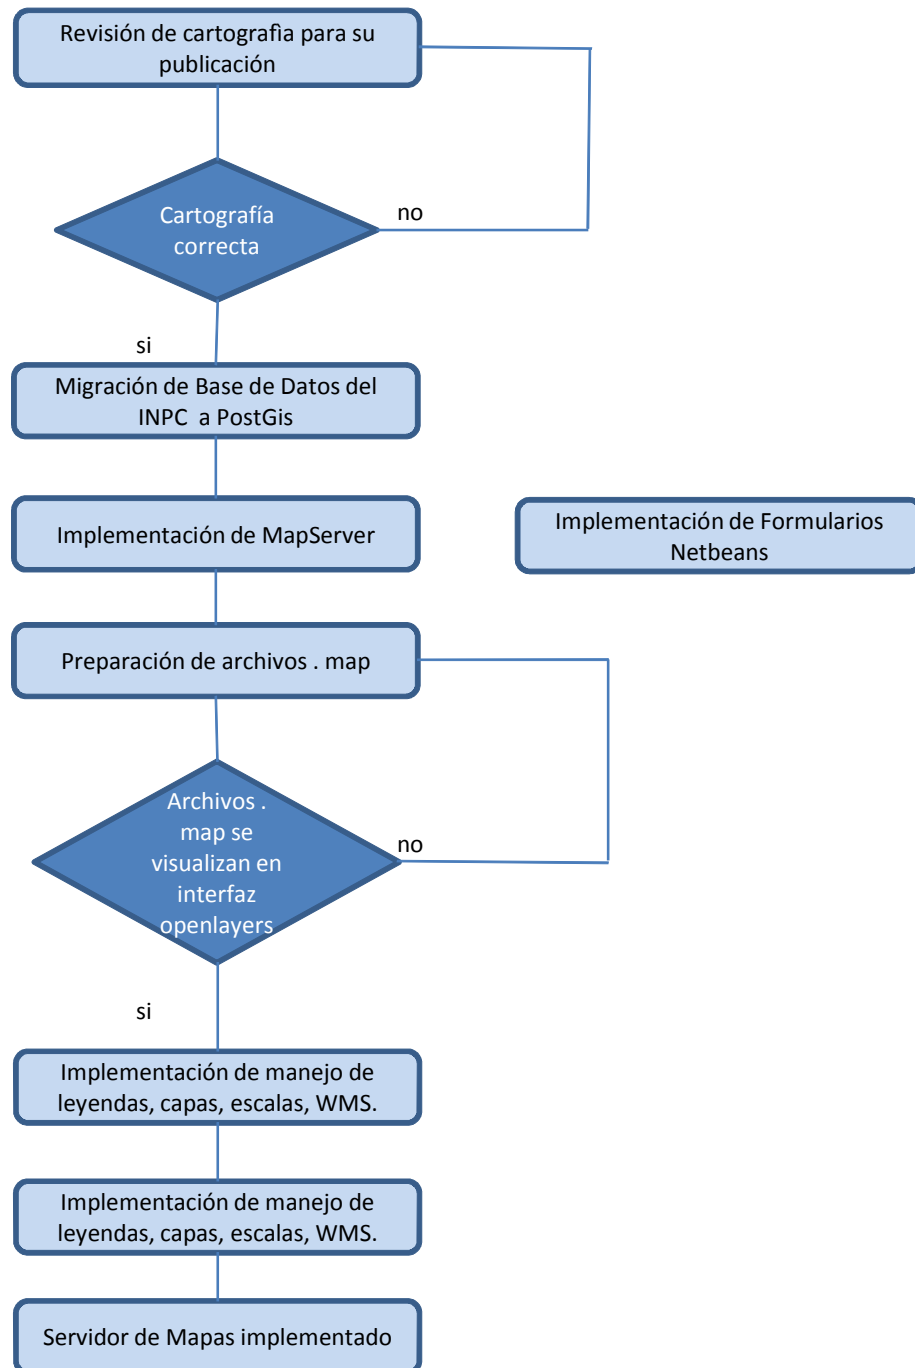 Revisión de cartografìa para su
publicación
Cartografía
correcta
no
si
Migración de Base de Datos del
INPC a PostGis
Implementación de MapServer
Implementación de Formularios
Netbeans
Preparación de archivos . map
Archivos .
map se
visualizan en
interfaz
openlayers
no
si
Implementación de manejo de
leyendas, capas, escalas, WMS.
Implementación de manejo de
leyendas, capas, escalas, WMS.
Servidor de Mapas implementado